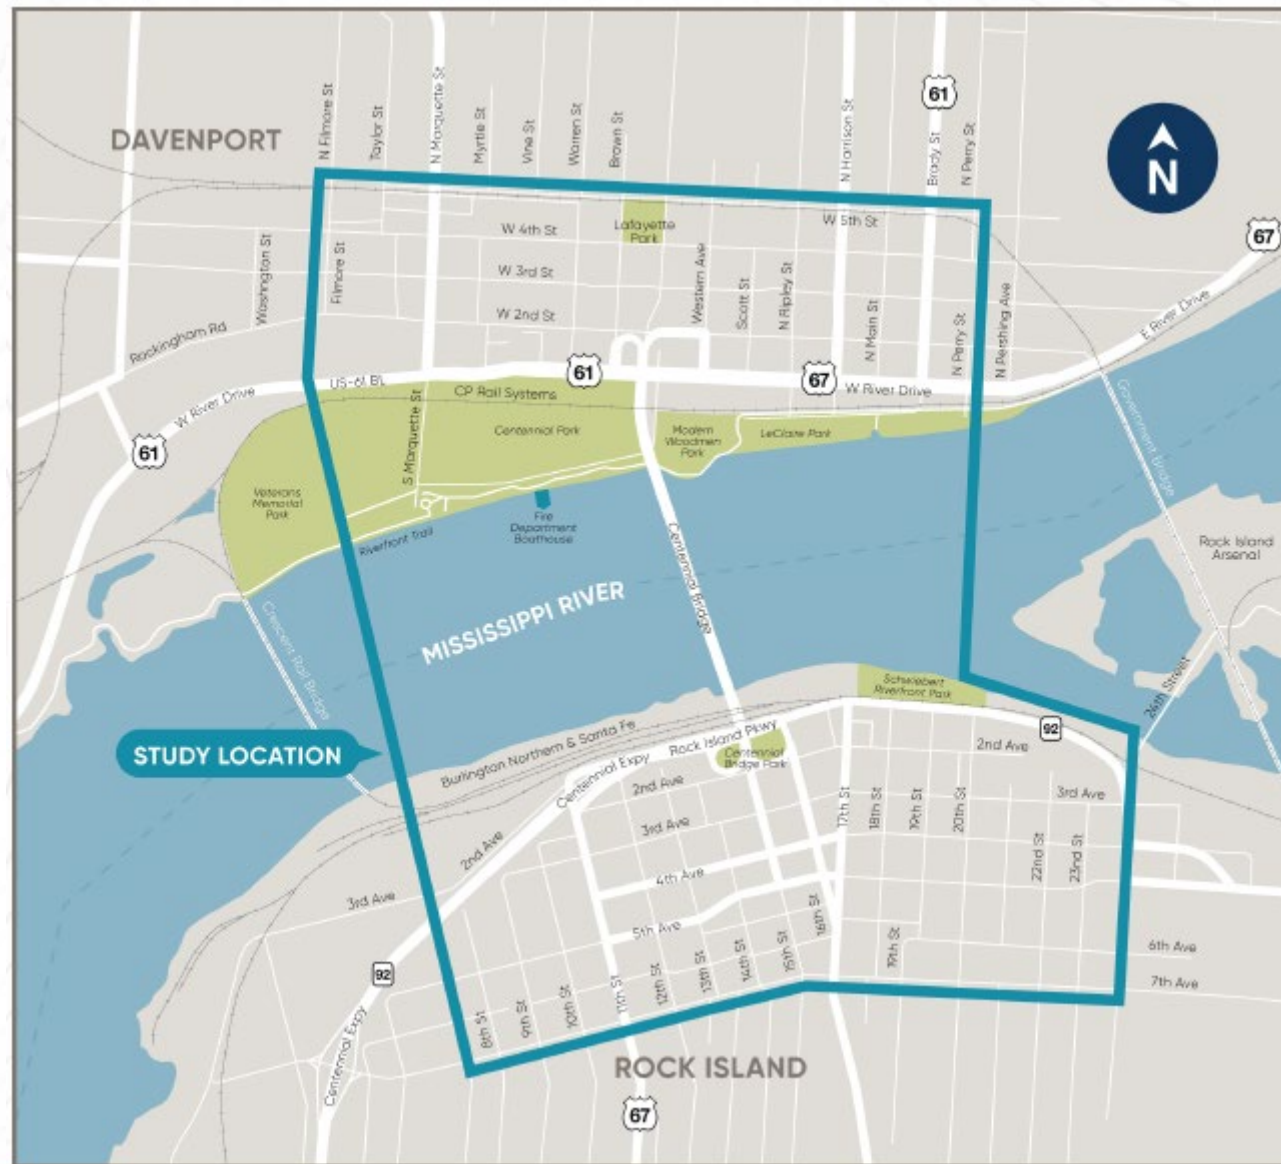 DAVENPORT
N Filmore St
Taylor St
N Marquette St
Myrtle St
Vine St
Warren St
Brown St
N Harrison St
61
Brady St
N Perry St
N
67
W 4th St
Lafayette
Park
W 5th St
Washington St
Filmore St
W 3rd St
Western Ave
Scott St
N Ripley St
W 2nd St
N Main St
N Perry St
N Pershing Ave
E River Drive
Rockingham Rd
W River Drive
US-61 BL
61
67
W River Drive
CP Rail Systems
Government Bridge
61
S Marquette St
Centennial Park
Modern
Woodmen
Park
LeClaire Park
Veterans
Memorial
Park
Riverfront Trail
Fire
Department
Boathouse
Centennial Bridge
Rock Island
Arsenal
MISSISSIPPI RIVER
Crescent Rail Bridge
Schwiebert
Riverfront Park
24th Street
STUDY LOCATION
Burlington Northern & Santa Fe
Centennial Expy
Rock Island Pkwy
Centennial
Bridge Park
92
2nd Ave
2nd Ave
3rd Ave
3rd Ave
17th St
18th St
19th St
20th St
22nd St
23rd St
2nd Ave
3rd Ave
4th Ave
5th Ave
16th St
19th St
6th Ave
7th Ave
92
Centennial Expy
8th St
9th St
10th St
11th St
12th St
13th St
14th St
15th St
ROCK ISLAND
67